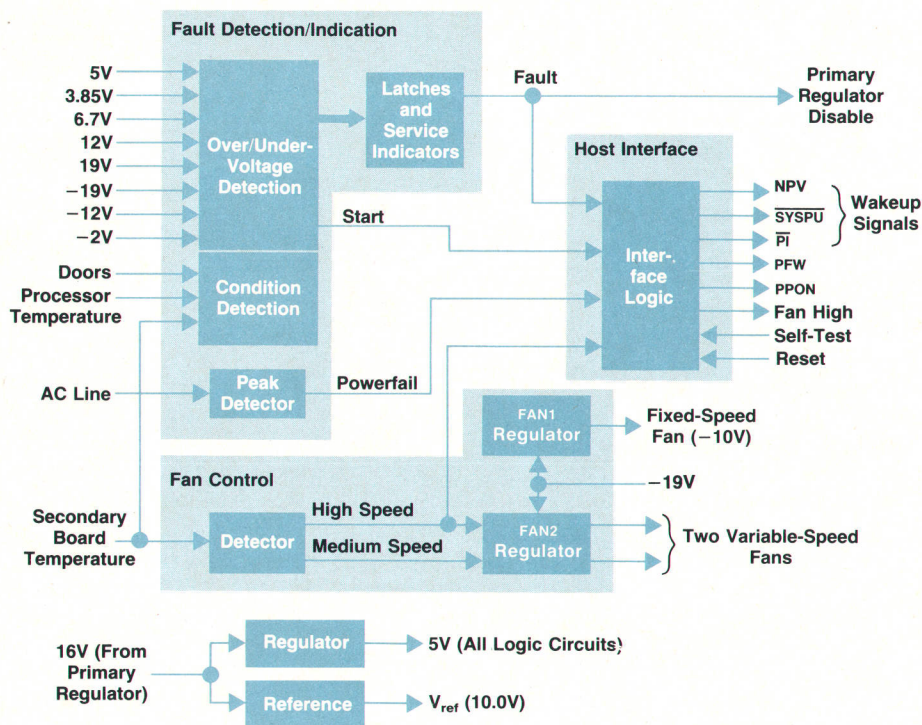 Fault Detection/Indication
5V
3.85V
6.7V
12V
19V
−19V
−12V
−2V
Over/Under-
Voltage
Detection
Latches
and
Service
Indicators
Fault
Primary
Regulator
Disable
Host Interface
Start
Inter-
face
Logic
NPV
SYSPU
PI
Wakeup
Signals
PFW
PPON
Fan High
Self-Test
Reset
Doors
Processor
Temperature
Condition
Detection
AC Line
Peak
Detector
Powerfail
FAN1
Regulator
Fixed-Speed
Fan (−10V)
−19V
Fan Control
Secondary
Board
Temperature
Detector
High Speed
Medium Speed
FAN2
Regulator
Two Variable-Speed
Fans
16V (From
Primary
Regulator)
Regulator
5V (All Logic Circuits)
Reference
Vref (10.0V)